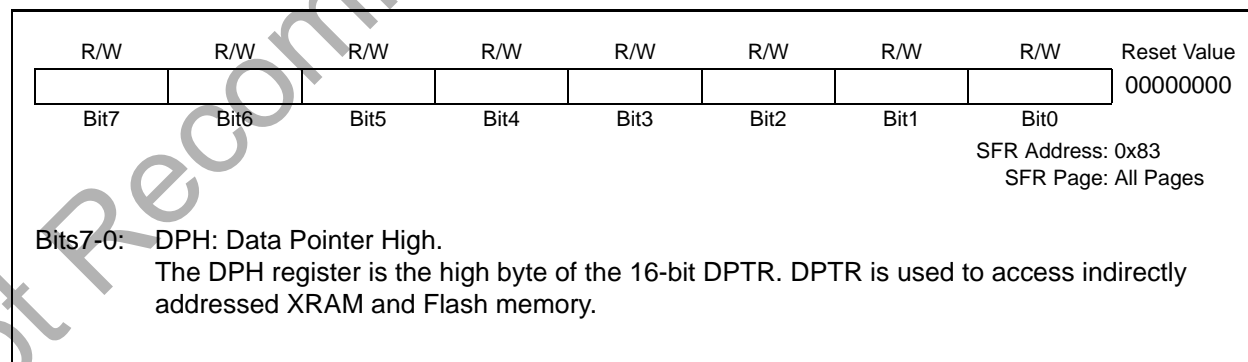 R/W R/W R/W R/W R/W R/W R/W R/W Reset Value
00000000
Bit7 Bit6 Bit5 Bit4 Bit3 Bit2 Bit1 Bit0
SFR Address: 0x83
SFR Page: All Pages
Bits7-0: DPH: Data Pointer High.
The DPH register is the high byte of the 16-bit DPTR. DPTR is used to access indirectly
addressed XRAM and Flash memory.